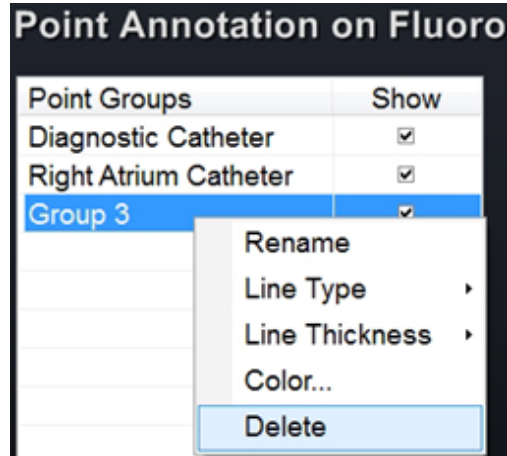 Point Annotation on Fluoro
Point Groups Show
Diagnostic Catheter
Right Atrium Catheter
Group 3
Rename
Line Type
Line Thickness
Color...
Delete